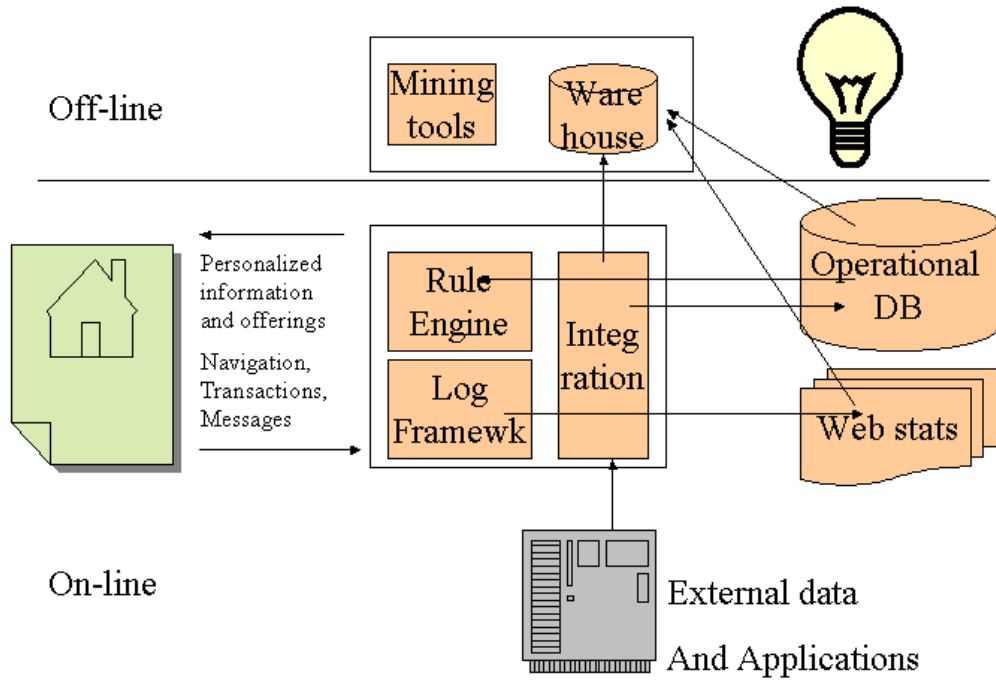 Off-line
Mining
tools
Ware
house
Personalized
information
and offerings
Navigation,
Transactions,
Messages
Rule
Engine
Log
Framewk
Integ
ration
Operational
DB
Web stats
On-line
External data
And Applications